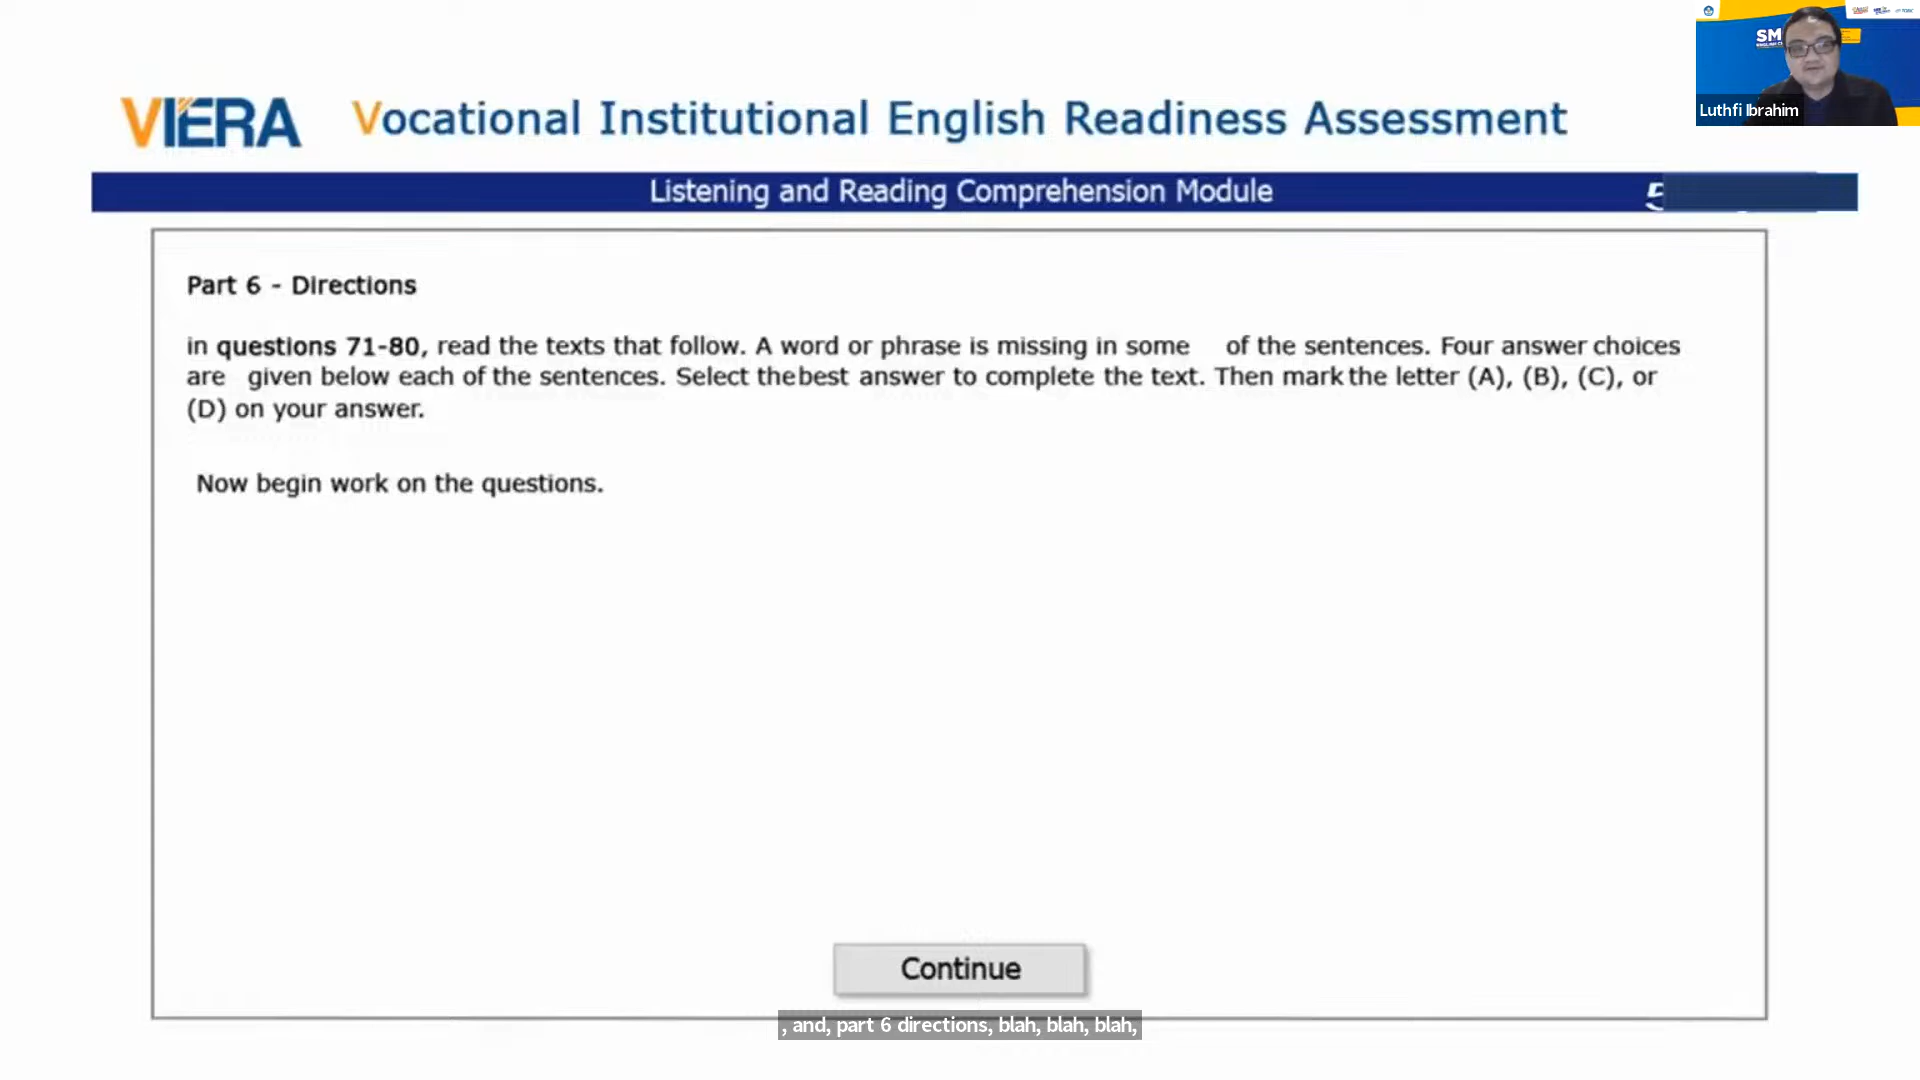 VIERA Vocational Institutional English Readiness Assessment
Listening and Reading Comprehension Module
Part 6 - Directions
in questions 71-80, read the texts that follow. A word or phrase is missing in some of the sentences. Four answer choices
are given below each of the sentences. Select the best answer to complete the text. Then mark the letter (A), (B), (C), or
(D) on your answer.
Now begin work on the questions.
Continue
, and, part 6 directions, blah, blah, blah,
SM
Luthfi Ibrahim